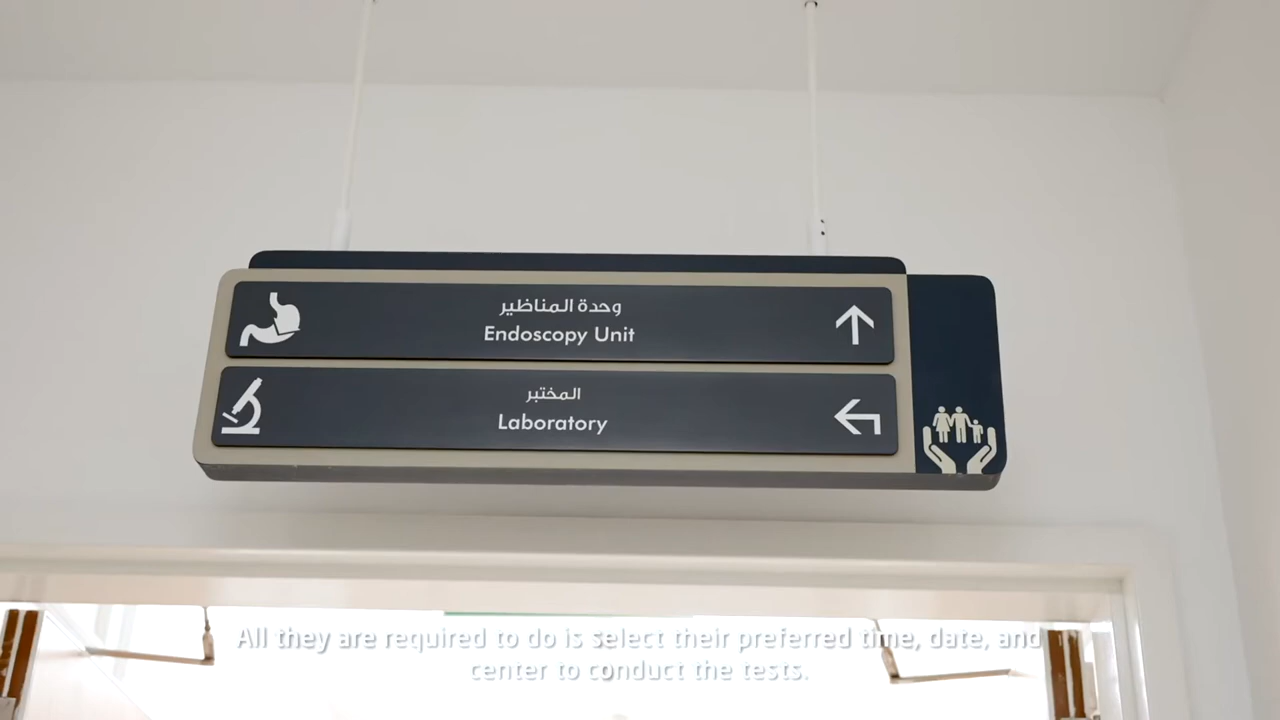 وحدة المناظير
Endoscopy Unit
المختبر
Laboratory
All they are required to do is select their preferred time, date, and
center to conduct the tests.